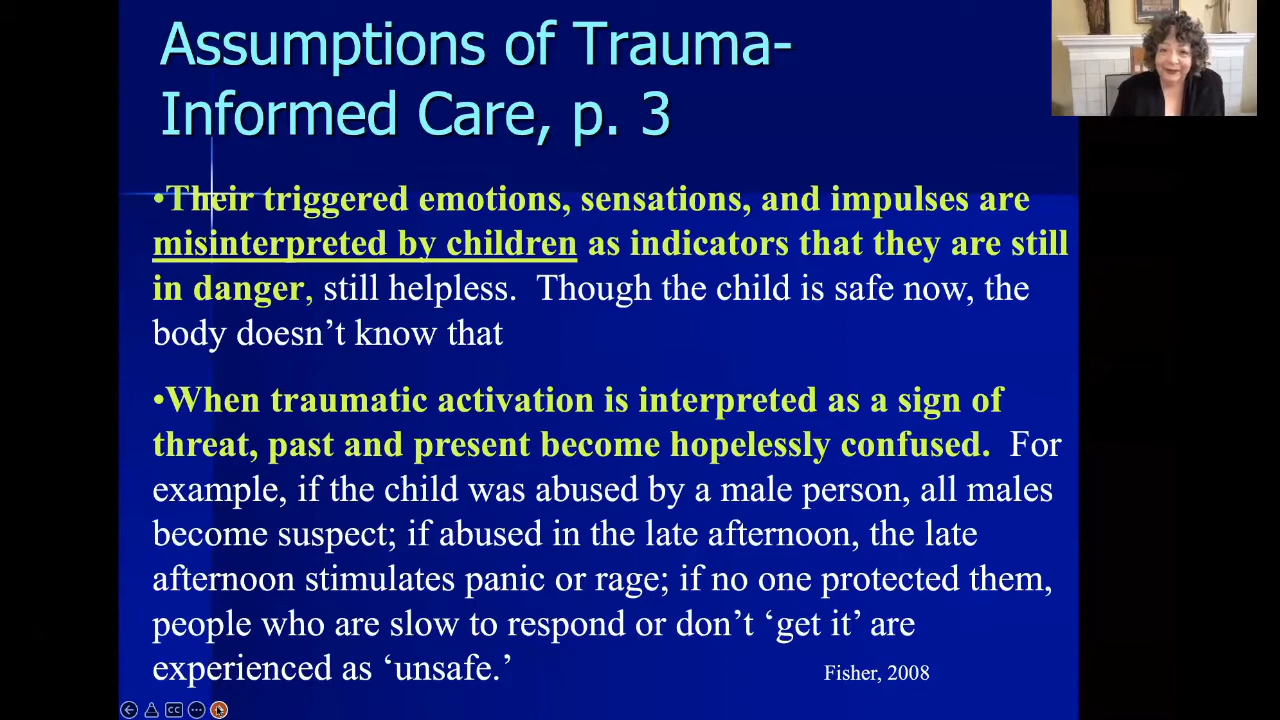 Assumptions of Trauma-
Informed Care, p. 3
•Their triggered emotions, sensations, and impulses are
misinterpreted by children as indicators that they are still
in danger, still helpless.  Though the child is safe now, the
body doesn’t know that
•When traumatic activation is interpreted as a sign of
threat, past and present become hopelessly confused.  For
example, if the child was abused by a male person, all males
become suspect; if abused in the late afternoon, the late
afternoon stimulates panic or rage; if no one protected them,
people who are slow to respond or don’t ‘get it’ are
experienced as ‘unsafe.’
Fisher, 2008
CC